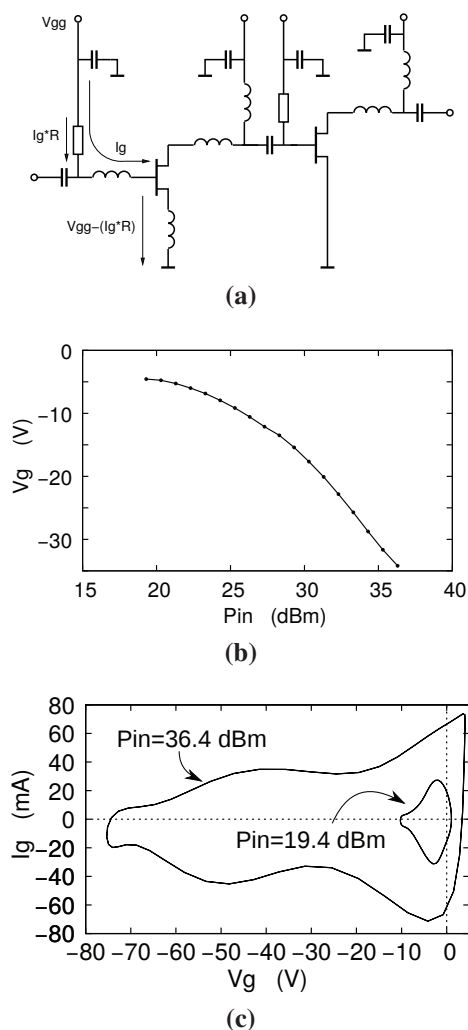 Vgg
Ig*R
Ig
Vgg-(Ig*R)
(a)
0
-10
-20
-30
Vg (V)
15 20 25 30 35 40
Pin (dBm)
(b)
80
60
40
20
0
-20
-40
-60
-80
Ig (mA)
Pin=36.4 dBm
Pin=19.4 dBm
-80 -70 -60 -50 -40 -30 -20 -10 0
Vg (V)
(c)